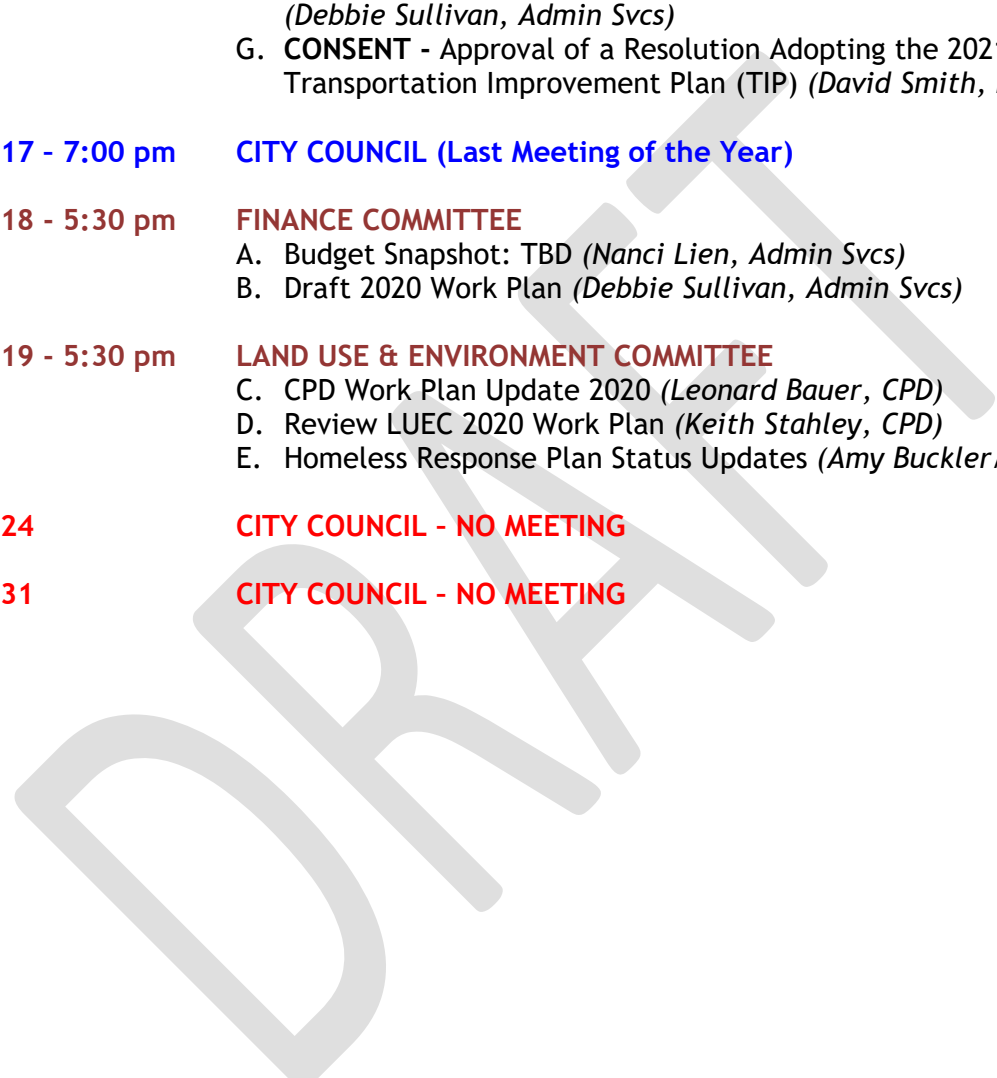 (Debbie Sullivan, Admin Svcs)
G. CONSENT - Approval of a Resolution Adopting the
Transportation Improvement Plan (TIP) (David Smith,
17 – 7:00 pm CITY COUNCIL (Last Meeting of the Year)
18 - 5:30 pm FINANCE COMMITTEE
A. Budget Snapshot: TBD (Nanci Lien, Admin Svcs)
B. Draft 2020 Work Plan (Debbie Sullivan, Admin Svcs)
19 - 5:30 pm LAND USE & ENVIRONMENT COMMITTEE
C. CPD Work Plan Update 2020 (Leonard Bauer, CPD)
D. Review LUEC 2020 Work Plan (Keith Stahley, CPD)
E. Homeless Response Plan Status Updates (Amy Buckler
24 CITY COUNCIL – NO MEETING
31 CITY COUNCIL – NO MEETING
DRAFT